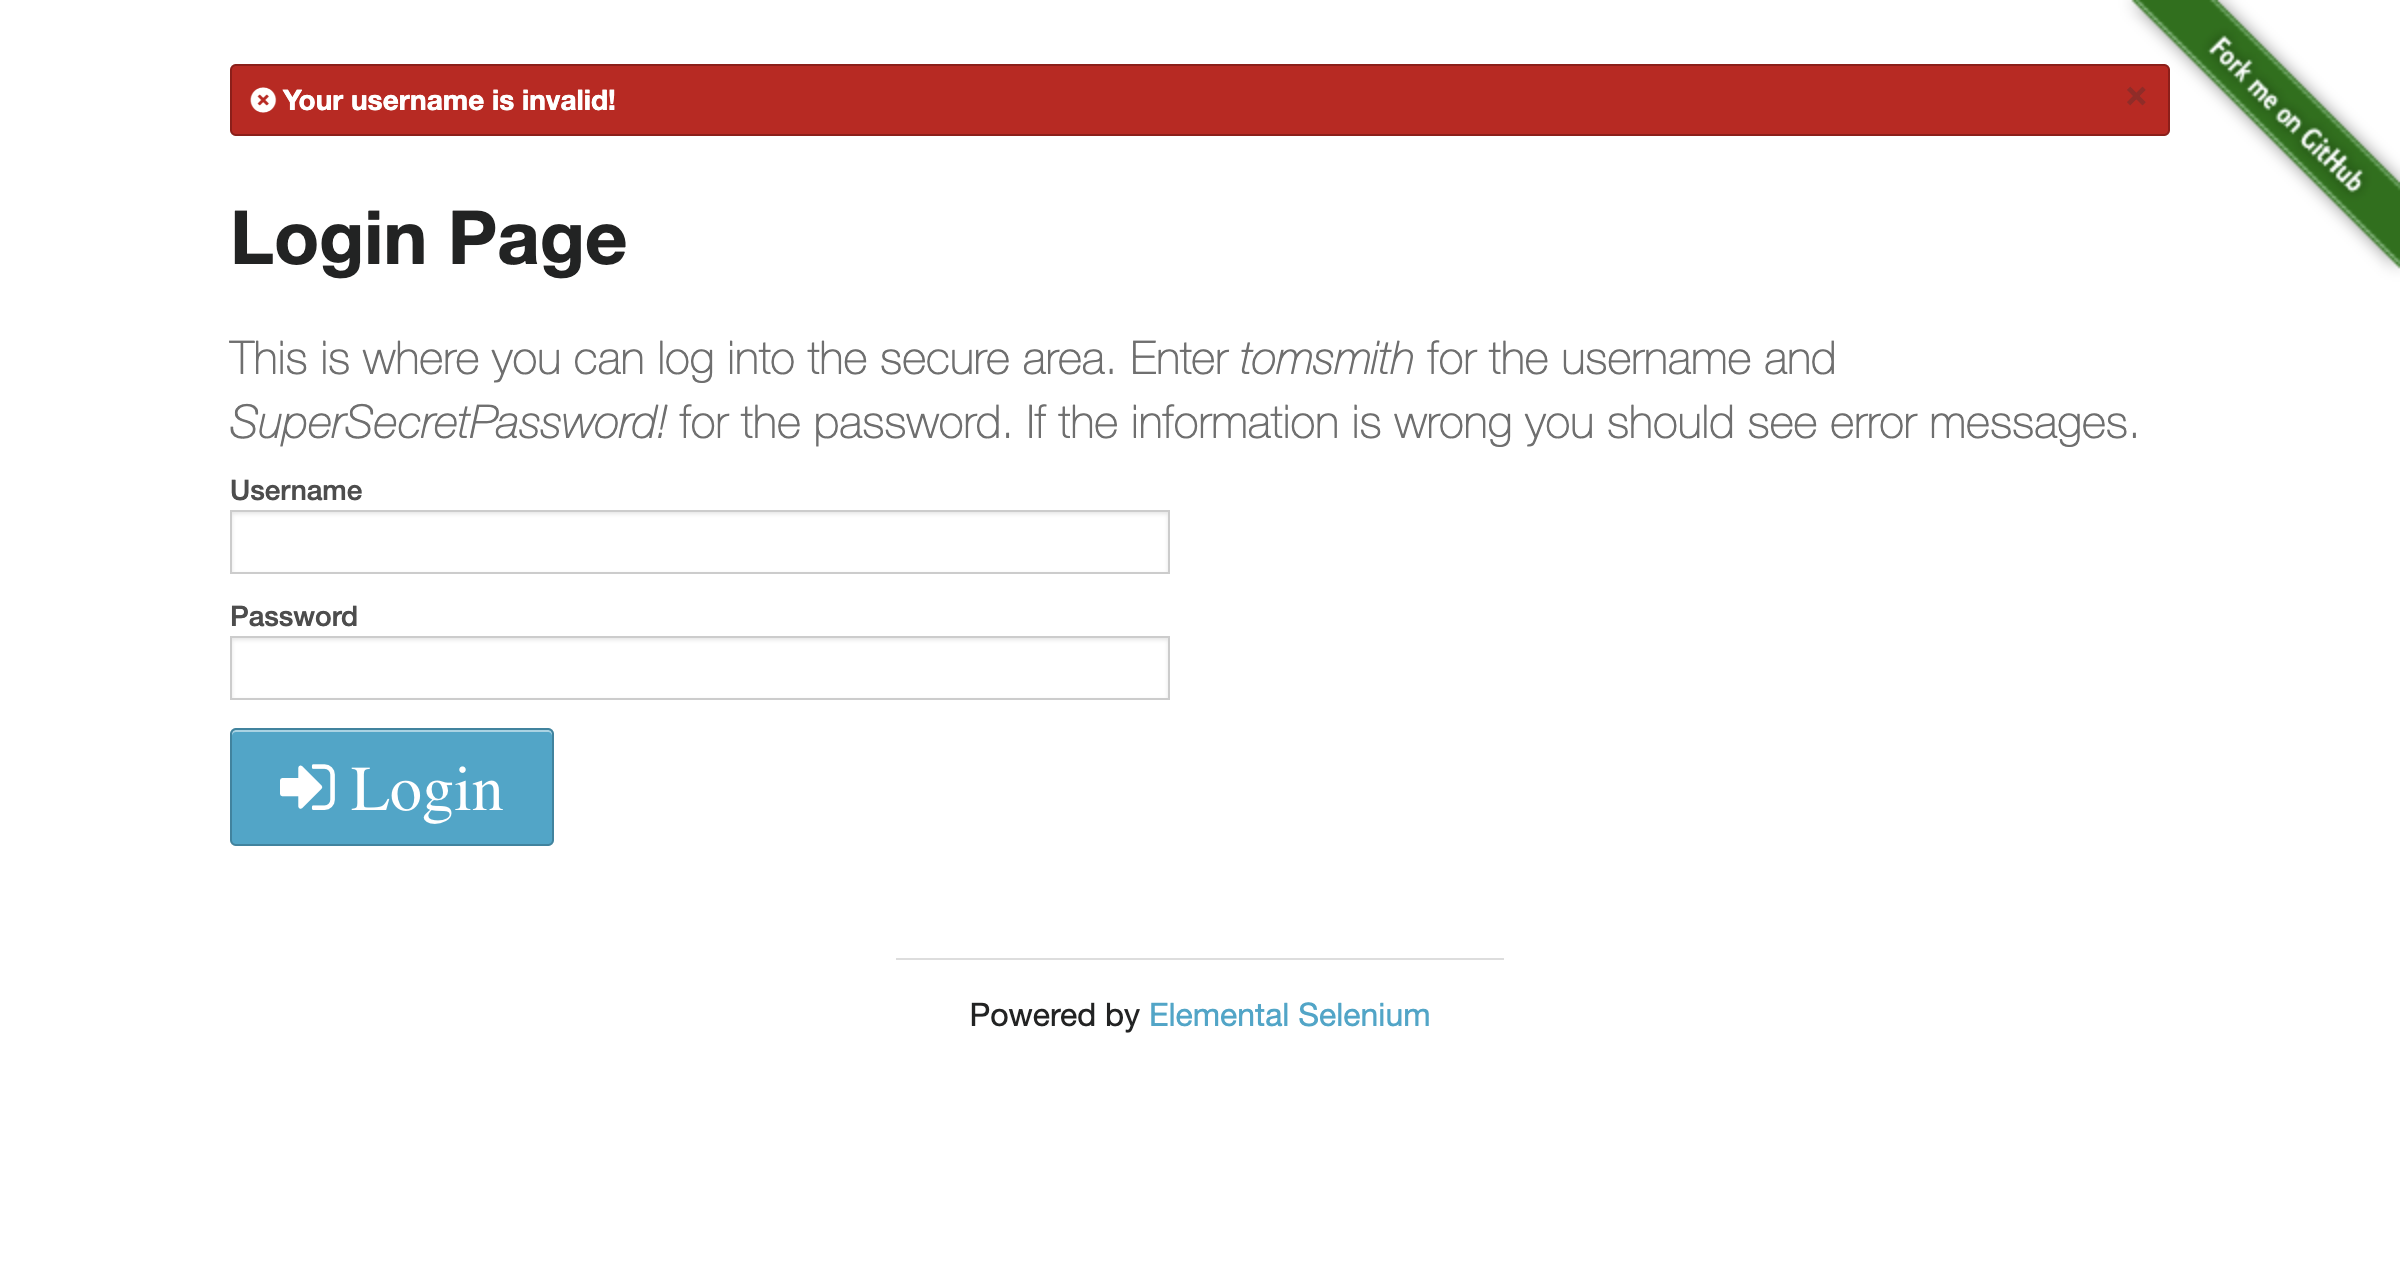 Your username is invalid!
×
Fork me on GitHub
Login Page
This is where you can log into the secure area. Enter tomsmith for the username and
SuperSecretPassword! for the password. If the information is wrong you should see error messages.
Username
Password
Login
Powered by Elemental Selenium